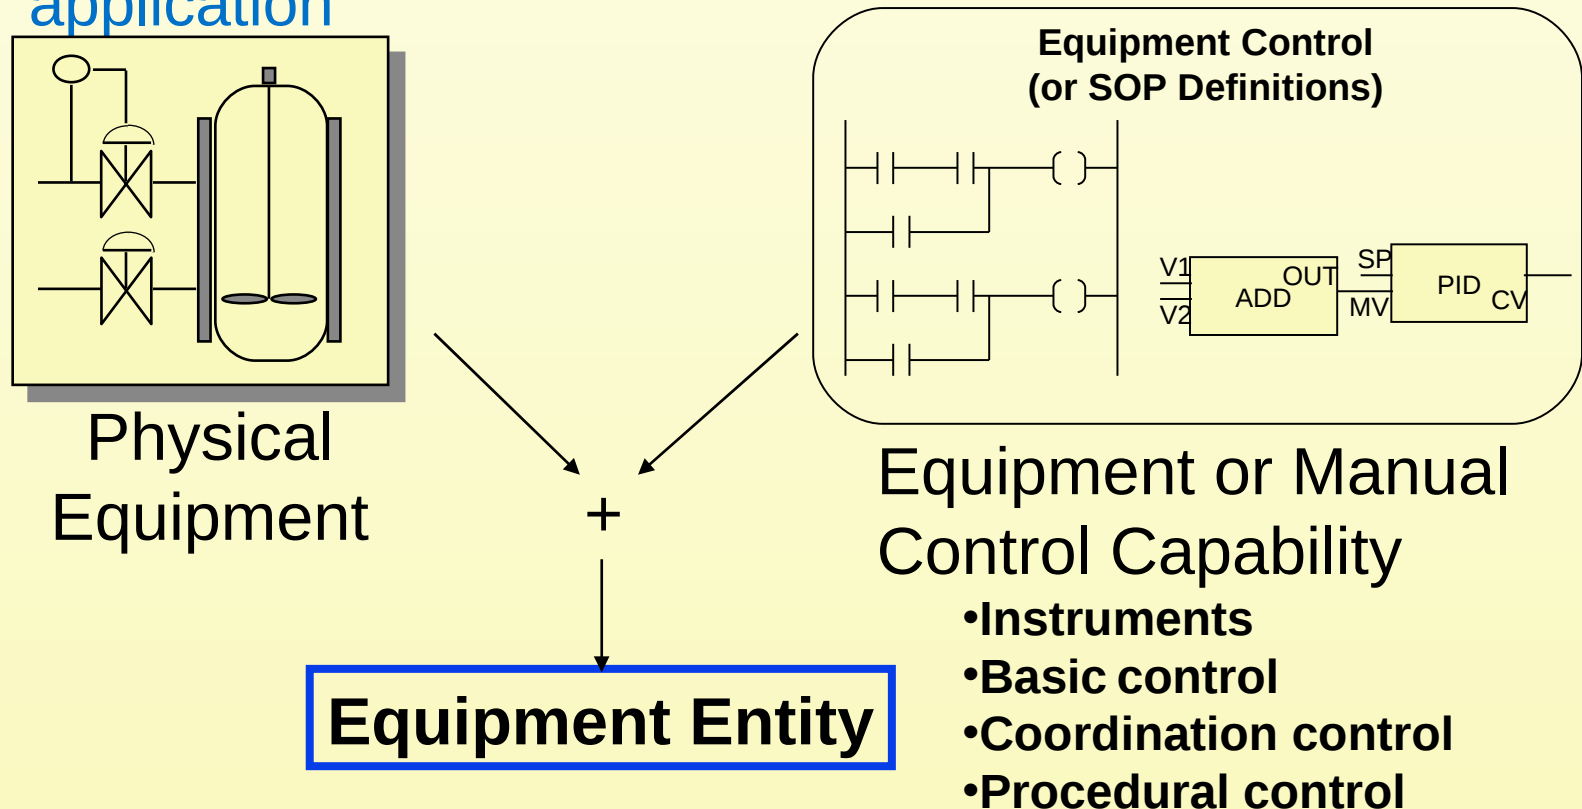 application
Equipment Control
(or SOP Definitions)
V1
V2
OUT
ADD
SP
MV
PID
CV
Physical
Equipment
+
Equipment or Manual
Control Capability
•Instruments
•Basic control
•Coordination control
•Procedural control
Equipment Entity